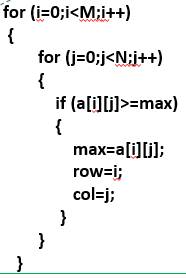 for (i=0;i<M;i++)
{
for (j=0;j<N;j++)
{
if (a[i][j]>=max)
{
max=a[i][j];
row=i;
col=j;
}
}
}